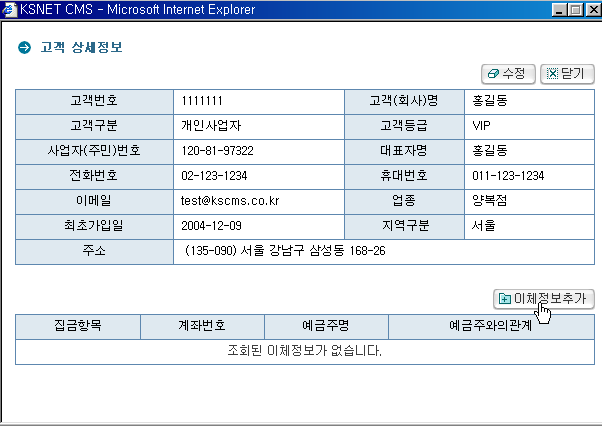 KSNET CMS - Microsoft Internet Explorer
고객 상세정보
수정 닫기
고객번호 1111111 고객(회사)명 홍길동
고객구분 개인사업자 고객등급 VIP
사업자(주민)번호 120-81-97322 대표자명 홍길동
전화번호 02-123-1234 휴대번호 011-123-1234
이메일 test@kscms.co.kr 업종 양복점
최초가입일 2004-12-09 지역구분 서울
주소 (135-090) 서울 강남구 삼성동 168-26
이체정보추가
집금항목 계좌번호 예금주명 예금주와의관계
조회된 이체정보가 없습니다.